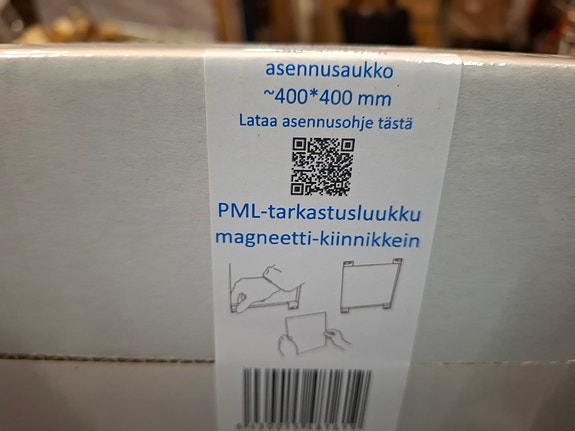 asennusaukko
~400*400 mm
Lataa asennusohje tästä
PML-tarkastusluukku
magneetti-kiinnikkein